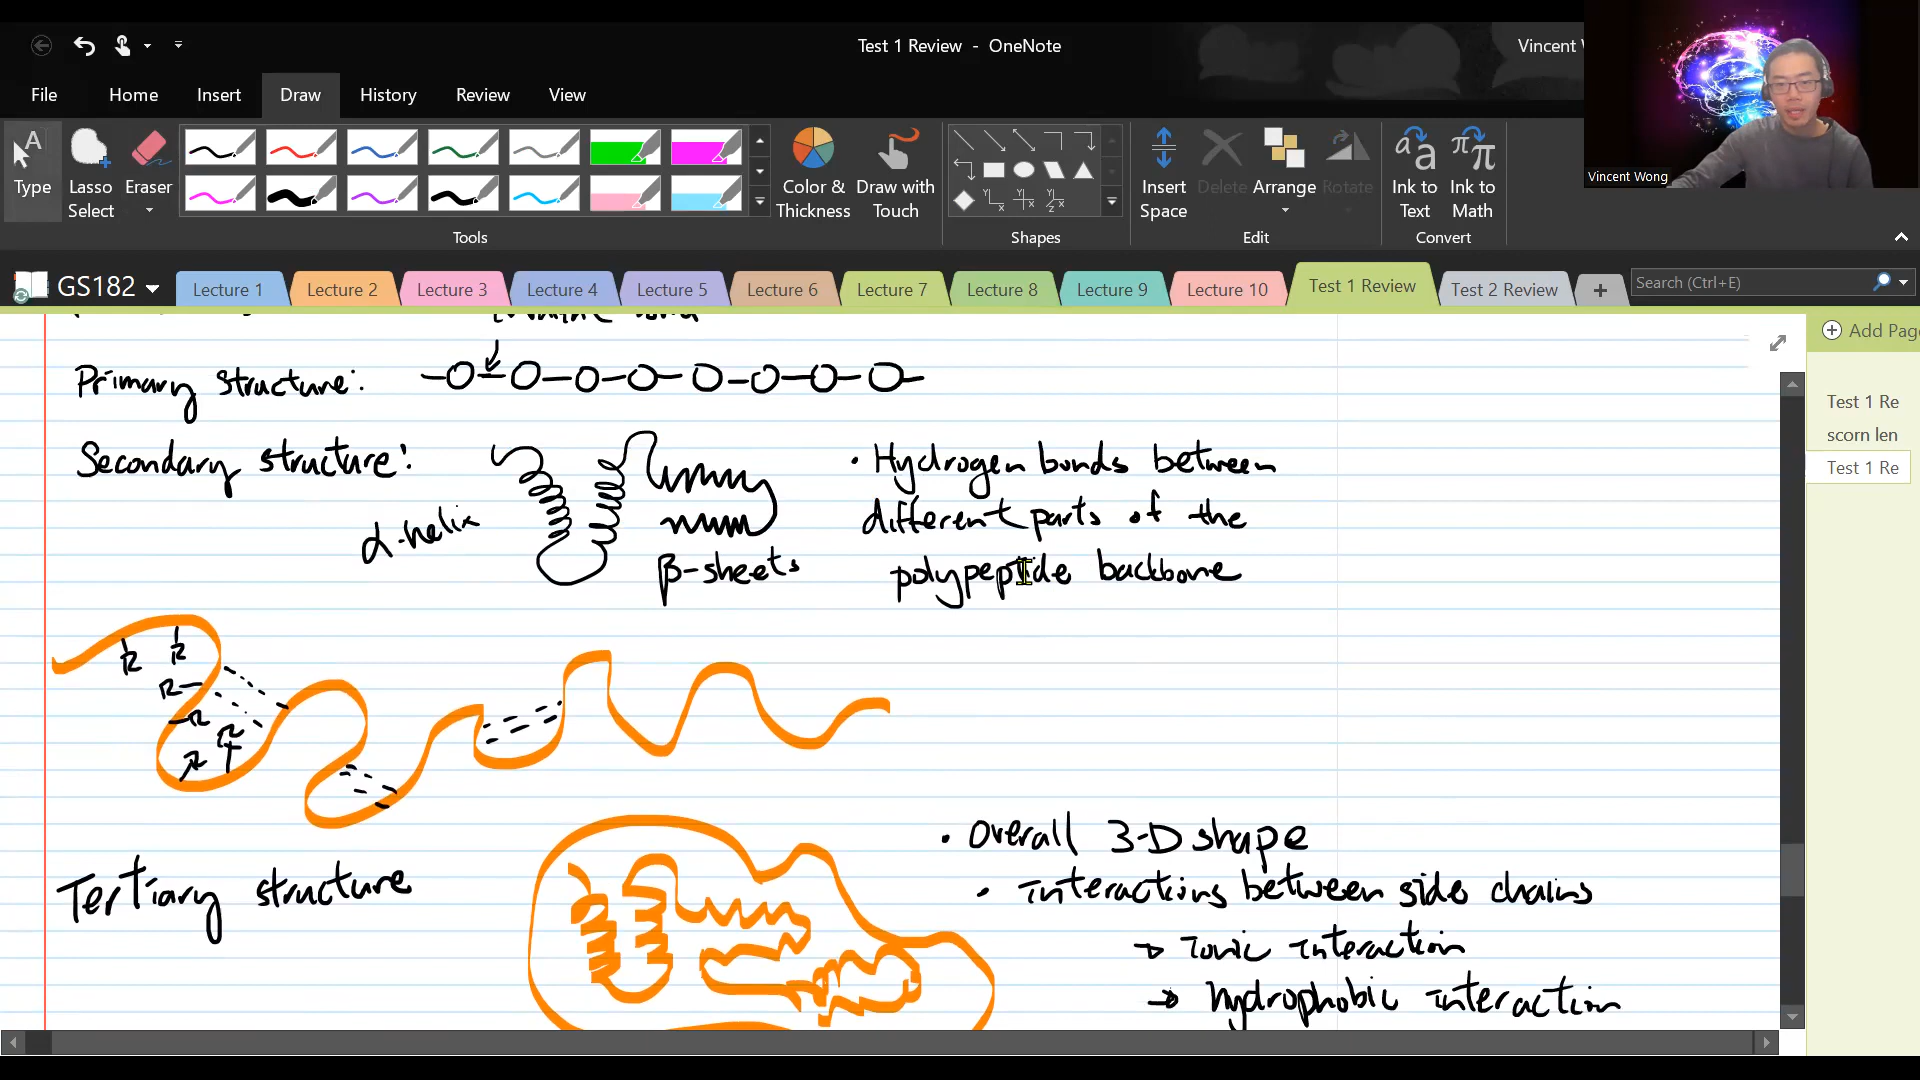 Test 1 Review - OneNote
Vincent W
File Home Insert Draw History Review View
Type
Lasso Select
Eraser
Color & Thickness
Draw with Touch
Insert Space
Delete
Arrange
Rotate
Ink to Text
Ink to Math
Tools
Shapes
Edit
Convert
Vincent Wong
GS182
Lecture 1 Lecture 2 Lecture 3 Lecture 4 Lecture 5 Lecture 6 Lecture 7 Lecture 8 Lecture 9 Lecture 10 Test 1 Review Test 2 Review
Search (Ctrl+E)
Add Pag
Test 1 Re
scorn len
Test 1 Re
Primary structure:
Secondary structure:
α-helix
β-sheets
• Hydrogen bonds between
different parts of the
polypeptide backbone
R R
R
R
R
R
Tertiary structure
• Overall 3-D shape
• interactions between side chains
→ ionic interaction
→ hydrophobic interaction